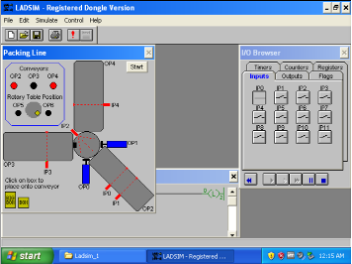 LADSIM - Registered Dongle Version
File Edit Simulate Control Help
Packing Line
I/O Browser
Conveyors
OP2 OP3 OP4
Rotary Table Position
OP5 OP6
Start
OP4
IP4
IP2
OP1
OP3
IP3
OP0
IP0
IP1
OP2
Click on box to
place onto conveyor
Timers Counters Registers
Inputs Outputs Flags
IP0 IP1 IP2 IP3
IP4 IP5 IP6 IP7
IP8 IP9 IP10 IP11
start
Ladsim_1
LADSIM - Registered ...
12:15 AM